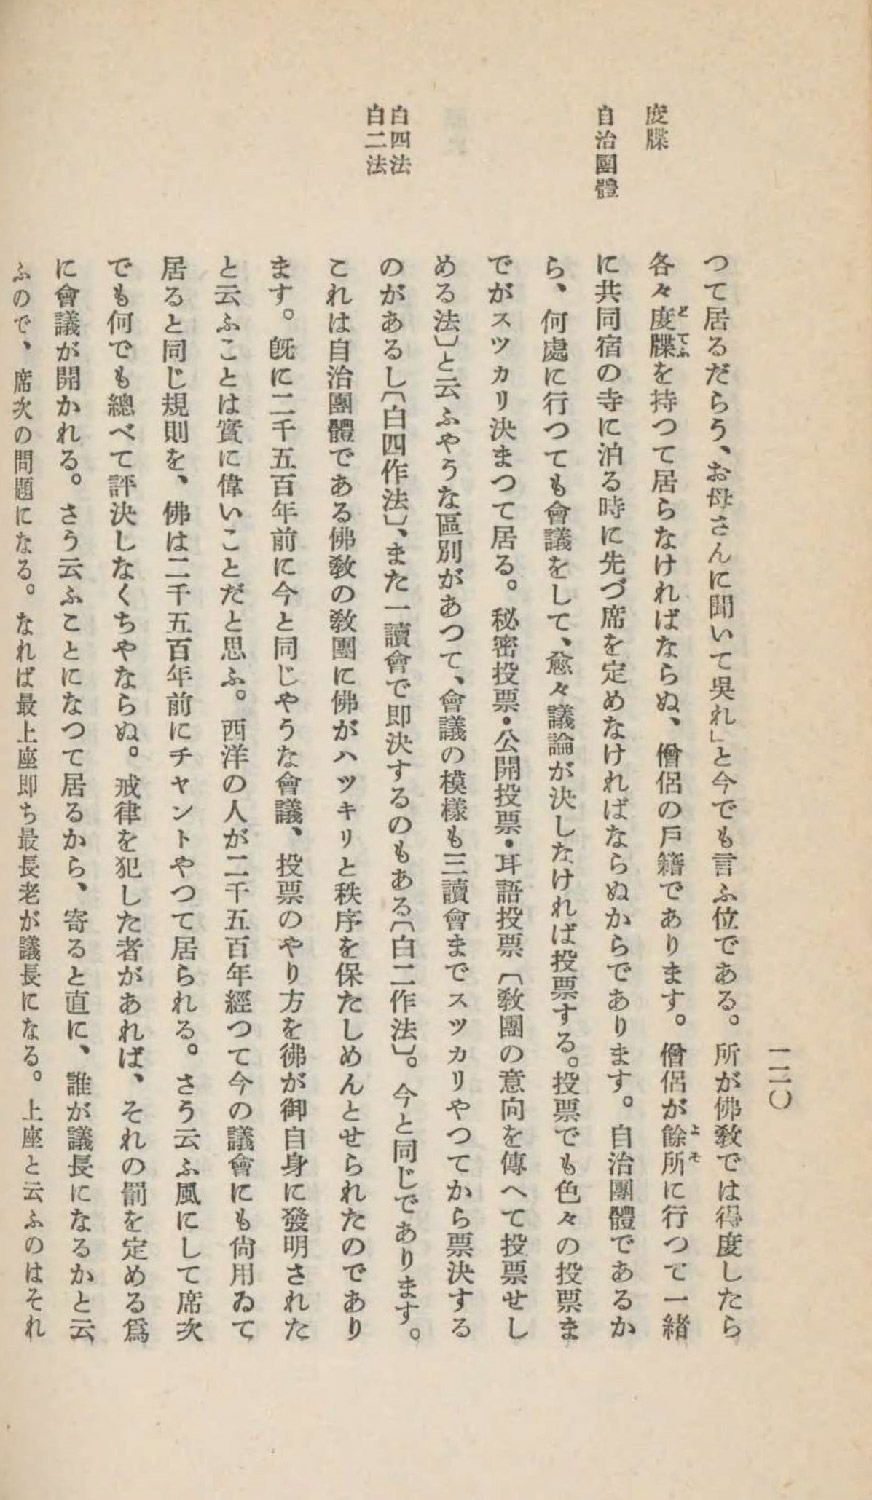 一二〇
度牒
自治團體
白四法
白二法
つて居るだらう、お母さんに聞いて吳れ」と今でも言ふ位である。所が佛敎では得度したら
各々度牒を持つて居らなければならぬ、僧侶の戶籍であります。僧侶が餘所に行つて一緒
に共同宿の寺に泊る時に先づ席を定めなければならぬからであります。自治團體であるか
ら、何處に行つても會議をして、愈々議論が決したければ投票する。投票でも色々の投票ま
でがスツカリ決まつて居る。秘密投票・公開投票・耳語投票〔敎團の意向を傳へて投票せし
める法〕と云ふやうな區別があつて、會議の模樣も三讀會までスツカリやつてから票決する
のがあるし〔白四作法〕、また一讀會で卽決するのもある〔白二作法〕。今と同じであります。
これは自治團體である佛敎の敎團に佛がハツキリと秩序を保たしめんとせられたのであり
ます。旣に二千五百年前に今と同じやうな會議、投票のやり方を彿が御自身に發明された
と云ふことは實に偉いことだと思ふ。西洋の人が二千五百年經つて今の議會にも尙用ゐて
居ると同じ規則を、佛は二千五百年前にチヤントやつて居られる。さう云ふ風にして席次
でも何でも總べて評決しなくちやならぬ。戒律を犯した者があれば、それの罰を定める爲
に會議が開かれる。さう云ふことになつて居るから、寄ると直に、誰が議長になるかと云
ふので、席次の問題になる。なれば最上座卽ち最長老が議長になる。上座と云ふのはそれ